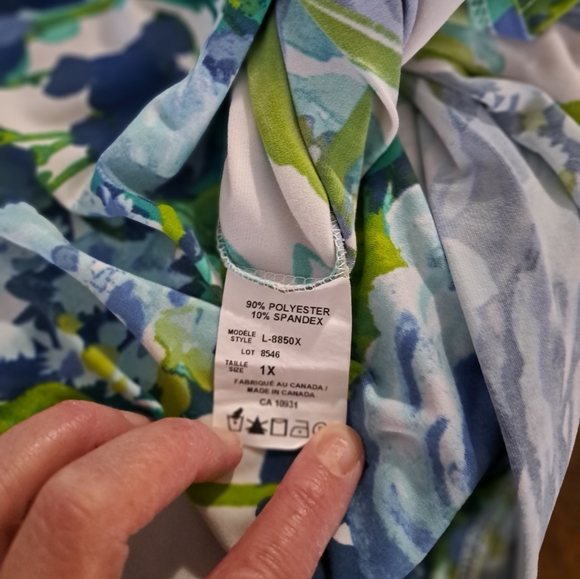 90% POLYESTER
10% SPANDEX
MODÈLE
STYLE L-8850X
LOT 8546
TAILLE
SIZE 1X
FABRIQUÉ AU CANADA /
MADE IN CANADA
CA 10931